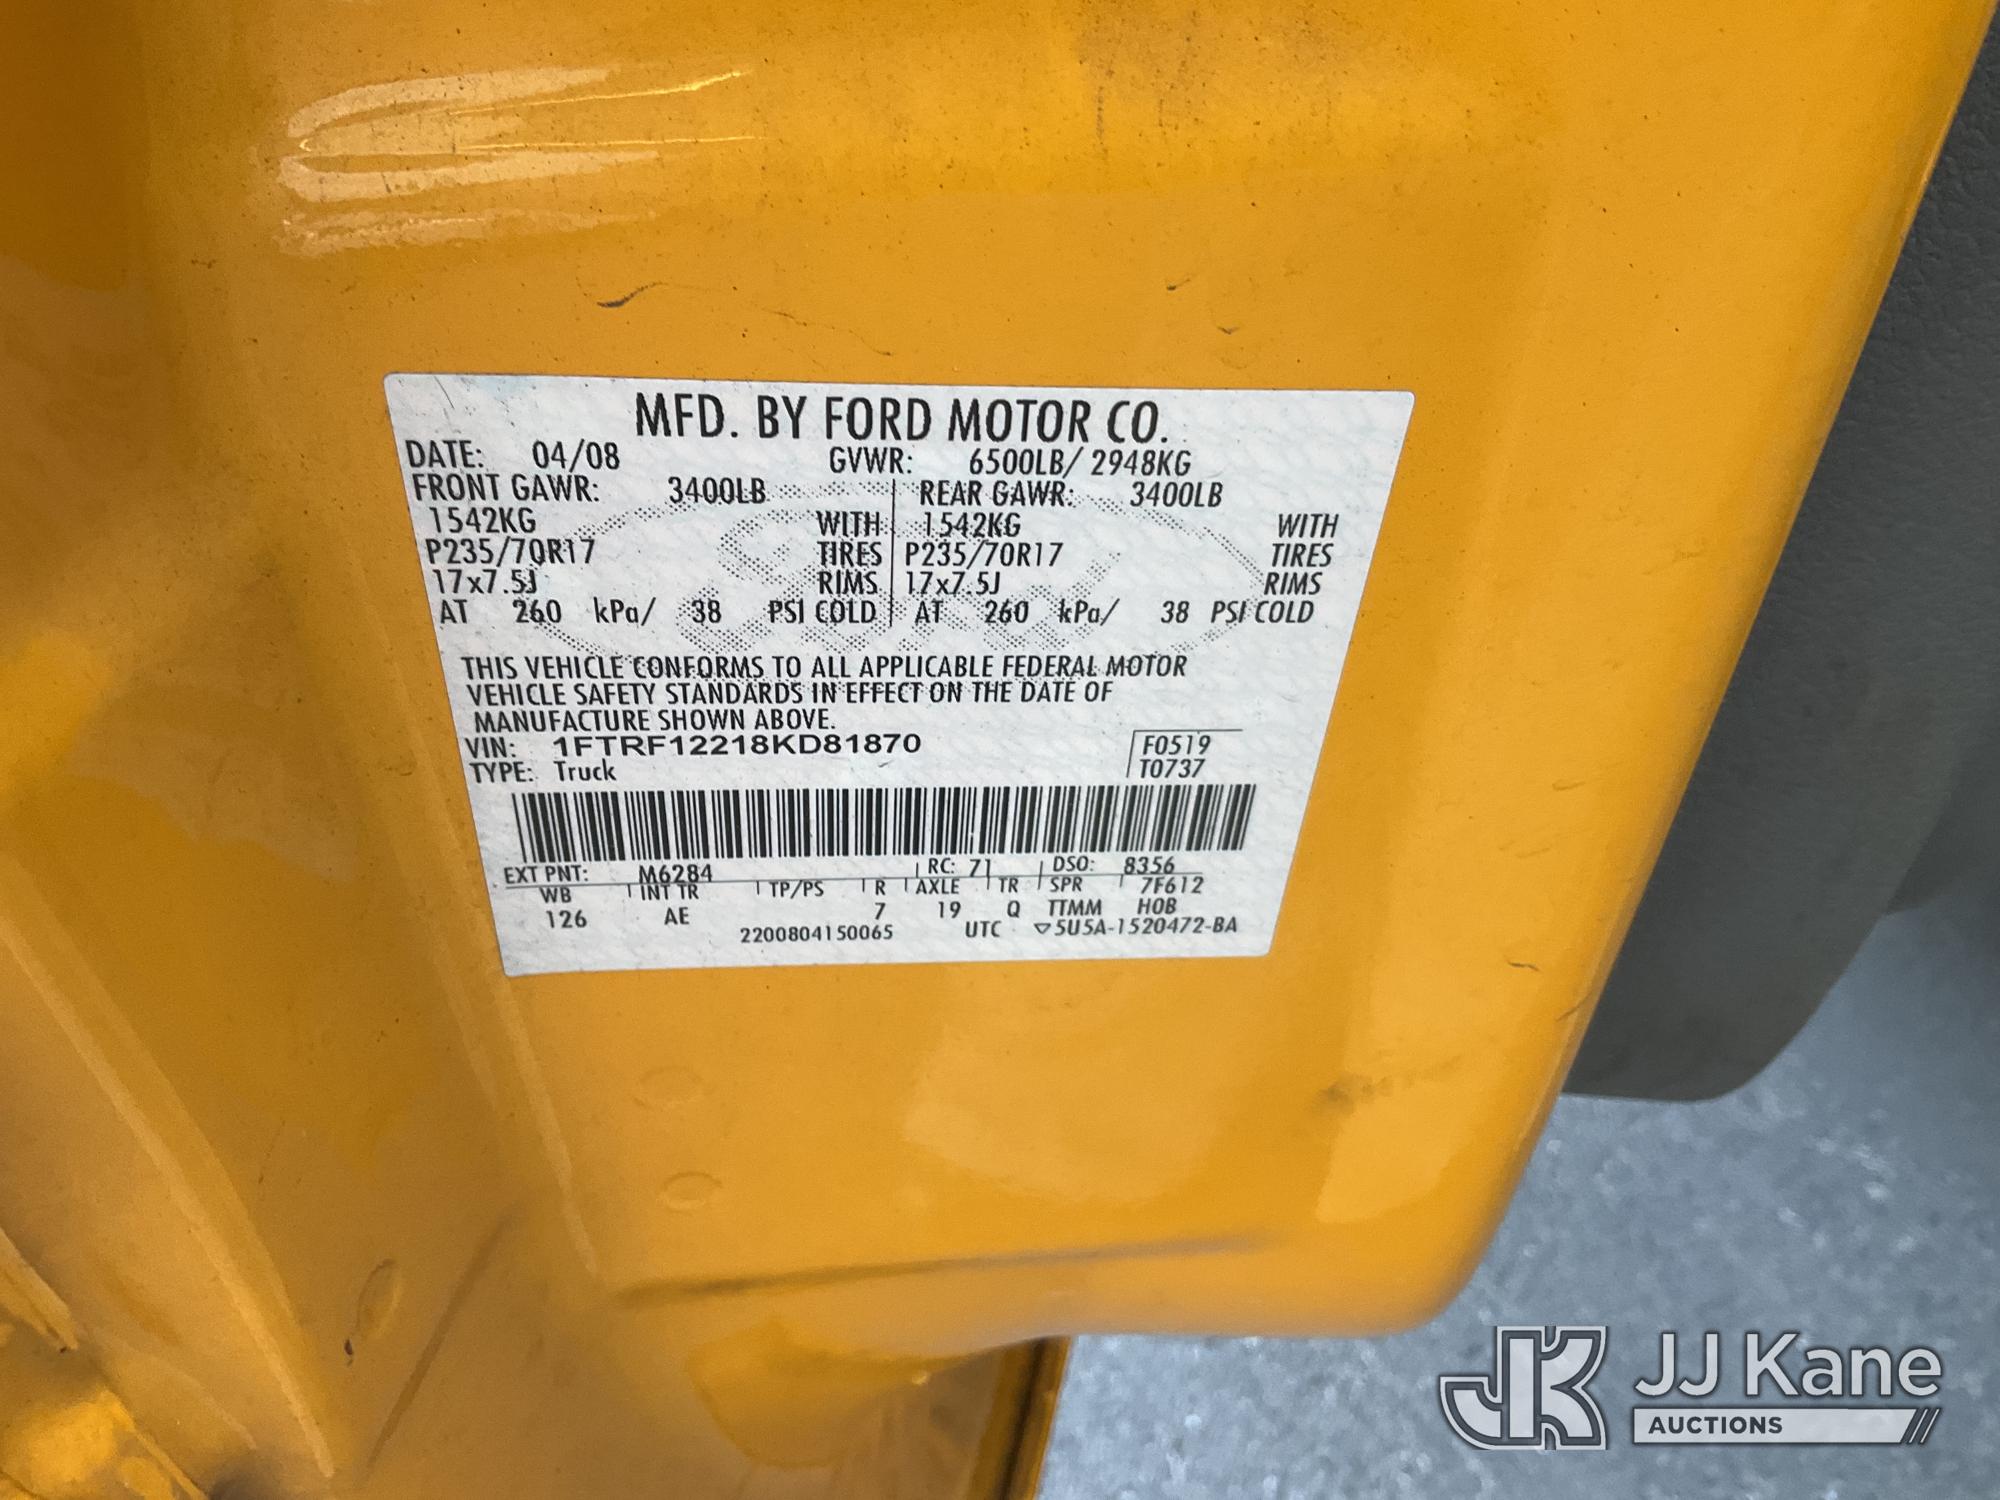 MFD. BY FORD MOTOR CO.
DATE: 04/08 GVWR: 6500LB/ 2948KG
FRONT GAWR: 3400LB REAR GAWR: 3400LB
1542KG WITH 1542KG WITH
P235/70R17 TIRES P235/70R17 TIRES
17x7.5J RIMS 17x7.5J RIMS
AT 260 kPa/ 38 PSI COLD AT 260 kPa/ 38 PSI COLD
THIS VEHICLE CONFORMS TO ALL APPLICABLE FEDERAL MOTOR
VEHICLE SAFETY STANDARDS IN EFFECT ON THE DATE OF
MANUFACTURE SHOWN ABOVE.
VIN: 1FTRF12218KD81870 F0519
TYPE: Truck T0737
EXT PNT: M6284 RC: 71 DSO: 8356
WB INT TR TP/PS R AXLE TR SPR 7F612
126 AE 7 19 Q TTMM HOB
2200804150065 UTC ▽5U5A-1520472-BA
JK JJ Kane
AUCTIONS